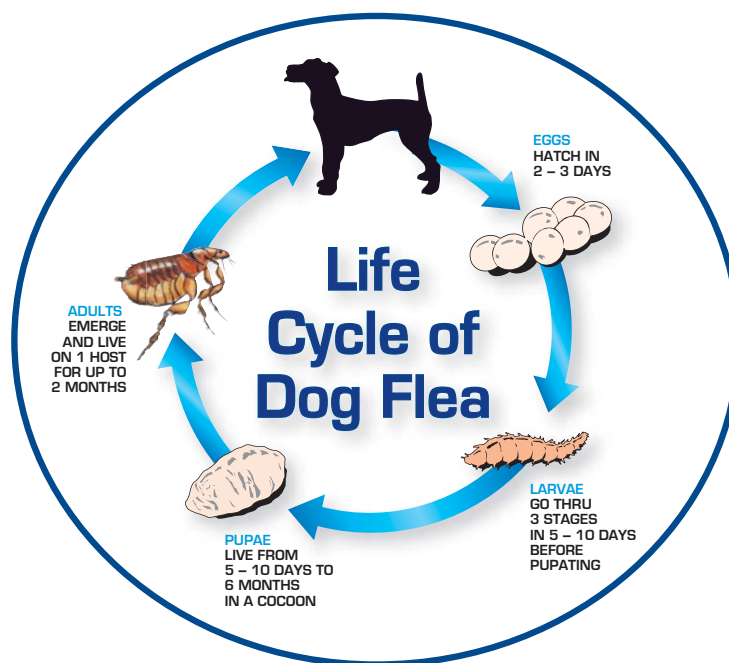 Life
Cycle of
Dog Flea
EGGS
HATCH IN
2 – 3 DAYS
LARVAE
GO THRU
3 STAGES
IN 5 – 10 DAYS
BEFORE
PUPATING
PUPAE
LIVE FROM
5 – 10 DAYS TO
6 MONTHS
IN A COCOON
ADULTS
EMERGE
AND LIVE
ON 1 HOST
FOR UP TO
2 MONTHS